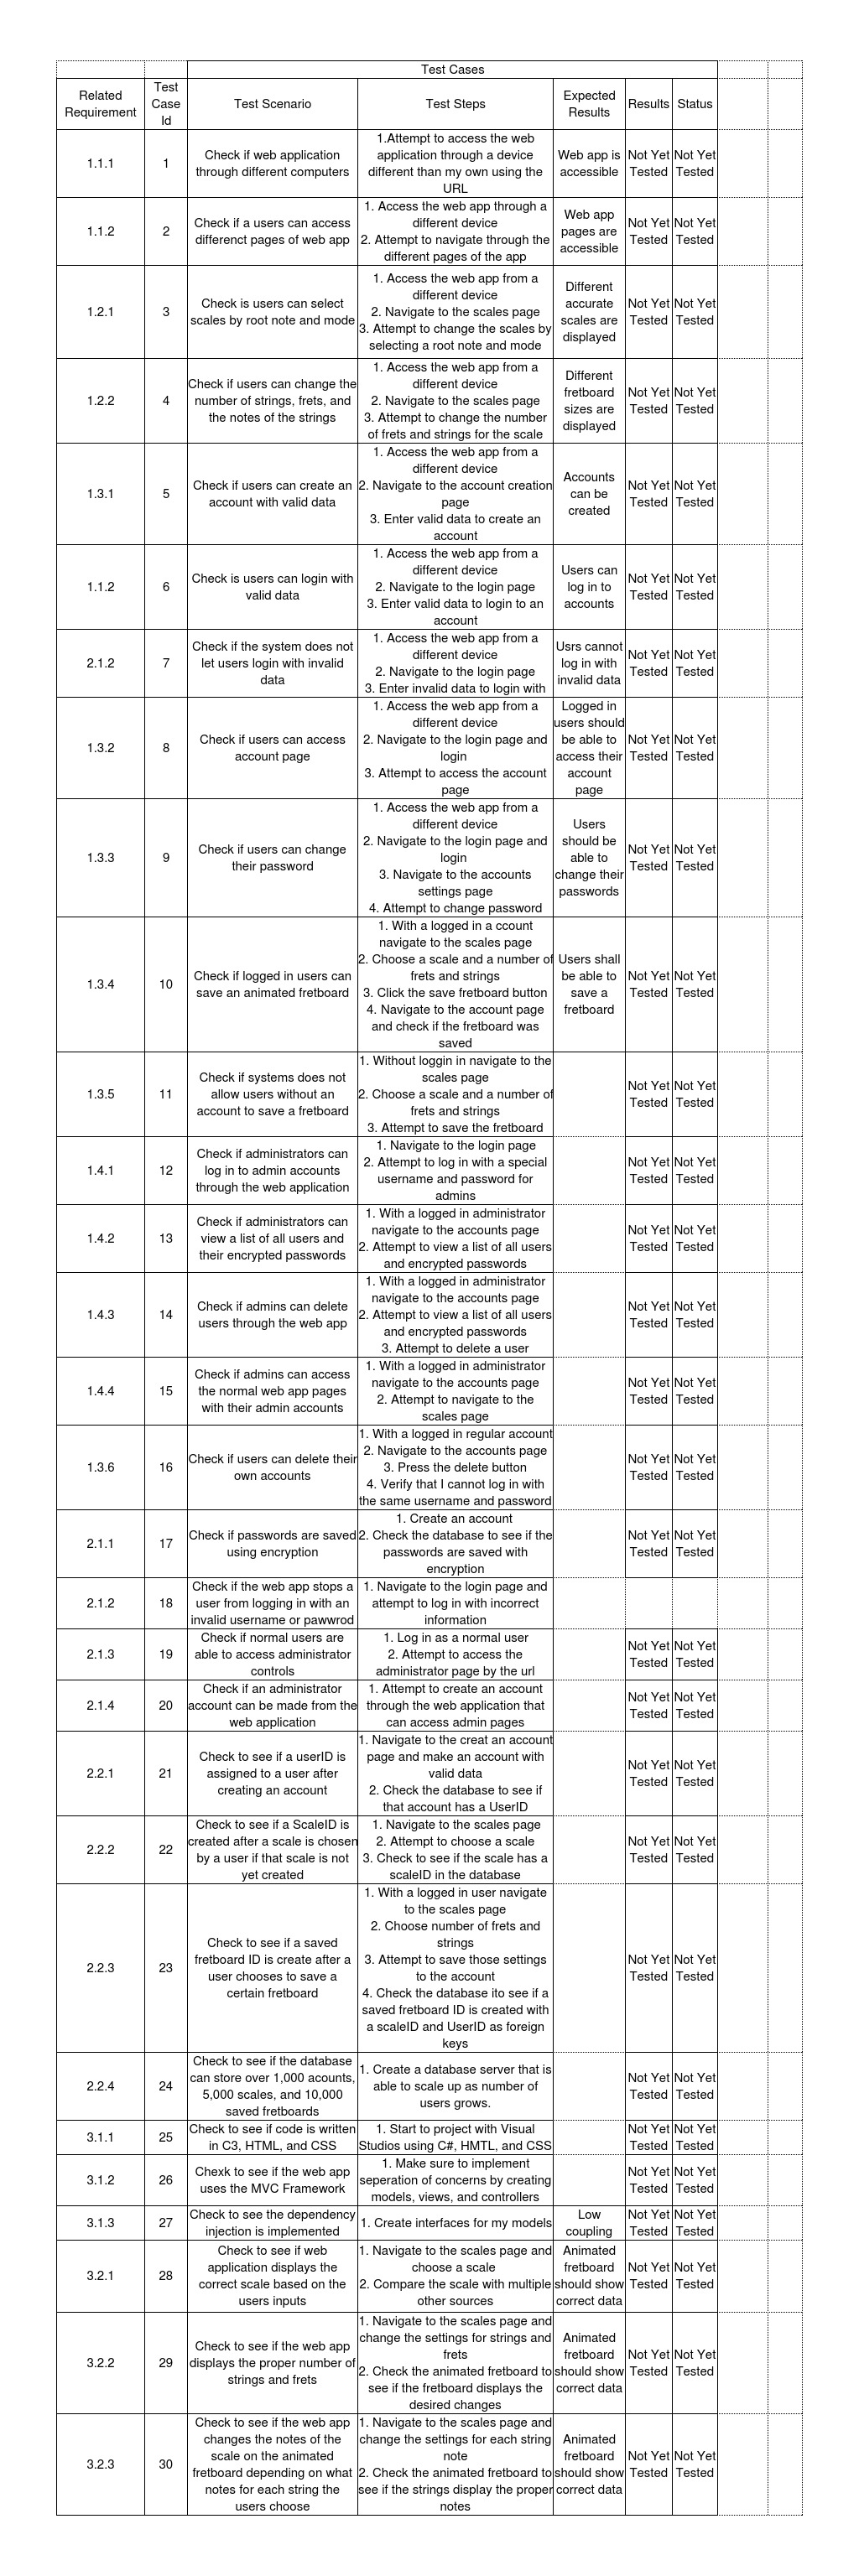 Test Cases
Related
Requirement
Test
Case
Id
Test Scenario
Test Steps
Expected
Results
Results
Status
1.1.1
1
Check if web application
through different computers
1.Attempt to access the web
application through a device
different than my own using the
URL
Web app is
accessible
Not Yet
Tested
Not Yet
Tested
1.1.2
2
Check if a users can access
differenct pages of web app
1. Access the web app through a
different device
2. Attempt to navigate through the
different pages of the app
Web app
pages are
accessible
Not Yet
Tested
Not Yet
Tested
1.2.1
3
Check is users can select
scales by root note and mode
1. Access the web app from a
different device
2. Navigate to the scales page
3. Attempt to change the scales by
selecting a root note and mode
Different
accurate
scales are
displayed
Not Yet
Tested
Not Yet
Tested
1.2.2
4
Check if users can change the
number of strings, frets, and
the notes of the strings
1. Access the web app from a
different device
2. Navigate to the scales page
3. Attempt to change the number
of frets and strings for the scale
Different
fretboard
sizes are
displayed
Not Yet
Tested
Not Yet
Tested
1.3.1
5
Check if users can create an
account with valid data
1. Access the web app from a
different device
2. Navigate to the account creation
page
3. Enter valid data to create an
account
Accounts
can be
created
Not Yet
Tested
Not Yet
Tested
1.1.2
6
Check is users can login with
valid data
1. Access the web app from a
different device
2. Navigate to the login page
3. Enter valid data to login to an
account
Users can
log in to
accounts
Not Yet
Tested
Not Yet
Tested
2.1.2
7
Check if the system does not
let users login with invalid
data
1. Access the web app from a
different device
2. Navigate to the login page
3. Enter invalid data to login with
Usrs cannot
log in with
invalid data
Not Yet
Tested
Not Yet
Tested
1.3.2
8
Check if users can access
account page
1. Access the web app from a
different device
2. Navigate to the login page and
login
3. Attempt to access the account
page
Logged in
users should
be able to
access their
account
page
Not Yet
Tested
Not Yet
Tested
1.3.3
9
Check if users can change
their password
1. Access the web app from a
different device
2. Navigate to the login page and
login
3. Navigate to the accounts
settings page
4. Attempt to change password
Users
should be
able to
change their
passwords
Not Yet
Tested
Not Yet
Tested
1.3.4
10
Check if logged in users can
save an animated fretboard
1. With a logged in a ccount
navigate to the scales page
2. Choose a scale and a number of
frets and strings
3. Click the save fretboard button
4. Navigate to the account page
and check if the fretboard was
saved
Users shall
be able to
save a
fretboard
Not Yet
Tested
Not Yet
Tested
1.3.5
11
Check if systems does not
allow users without an
account to save a fretboard
1. Without loggin in navigate to the
scales page
2. Choose a scale and a number of
frets and strings
3. Attempt to save the fretboard
Not Yet
Tested
Not Yet
Tested
1.4.1
12
Check if administrators can
log in to admin accounts
through the web application
1. Navigate to the login page
2. Attempt to log in with a special
username and password for
admins
Not Yet
Tested
Not Yet
Tested
1.4.2
13
Check if administrators can
view a list of all users and
their encrypted passwords
1. With a logged in administrator
navigate to the accounts page
2. Attempt to view a list of all users
and encrypted passwords
Not Yet
Tested
Not Yet
Tested
1.4.3
14
Check if admins can delete
users through the web app
1. With a logged in administrator
navigate to the accounts page
2. Attempt to view a list of all users
and encrypted passwords
3. Attempt to delete a user
Not Yet
Tested
Not Yet
Tested
1.4.4
15
Check if admins can access
the normal web app pages
with their admin accounts
1. With a logged in administrator
navigate to the accounts page
2. Attempt to navigate to the
scales page
Not Yet
Tested
Not Yet
Tested
1.3.6
16
Check if users can delete their
own accounts
1. With a logged in regular account
2. Navigate to the accounts page
3. Press the delete button
4. Verify that I cannot log in with
the same username and password
Not Yet
Tested
Not Yet
Tested
2.1.1
17
Check if passwords are saved
using encryption
1. Create an account
2. Check the database to see if the
passwords are saved with
encryption
Not Yet
Tested
Not Yet
Tested
2.1.2
18
Check if the web app stops a
user from logging in with an
invalid username or pawwrod
1. Navigate to the login page and
attempt to log in with incorrect
information
2.1.3
19
Check if normal users are
able to access administrator
controls
1. Log in as a normal user
2. Attempt to access the
administrator page by the url
Not Yet
Tested
Not Yet
Tested
2.1.4
20
Check if an administrator
account can be made from the
web application
1. Attempt to create an account
through the web application that
can access admin pages
Not Yet
Tested
Not Yet
Tested
2.2.1
21
Check to see if a userID is
assigned to a user after
creating an account
1. Navigate to the creat an account
page and make an account with
valid data
2. Check the database to see if
that account has a UserID
Not Yet
Tested
Not Yet
Tested
2.2.2
22
Check to see if a ScaleID is
created after a scale is chosen
by a user if that scale is not
yet created
1. Navigate to the scales page
2. Attempt to choose a scale
3. Check to see if the scale has a
scaleID in the database
Not Yet
Tested
Not Yet
Tested
2.2.3
23
Check to see if a saved
fretboard ID is create after a
user chooses to save a
certain fretboard
1. With a logged in user navigate
to the scales page
2. Choose number of frets and
strings
3. Attempt to save those settings
to the account
4. Check the database ito see if a
saved fretboard ID is created with
a scaleID and UserID as foreign
keys
Not Yet
Tested
Not Yet
Tested
2.2.4
24
Check to see if the database
can store over 1,000 acounts,
5,000 scales, and 10,000
saved fretboards
1. Create a database server that is
able to scale up as number of
users grows.
Not Yet
Tested
Not Yet
Tested
3.1.1
25
Check to see if code is written
in C3, HTML, and CSS
1. Start to project with Visual
Studios using C#, HMTL, and CSS
Not Yet
Tested
Not Yet
Tested
3.1.2
26
Chexk to see if the web app
uses the MVC Framework
1. Make sure to implement
seperation of concerns by creating
models, views, and controllers
Not Yet
Tested
Not Yet
Tested
3.1.3
27
Check to see the dependency
injection is implemented
1. Create interfaces for my models
Low
coupling
Not Yet
Tested
Not Yet
Tested
3.2.1
28
Check to see if web
application displays the
correct scale based on the
users inputs
1. Navigate to the scales page and
choose a scale
2. Compare the scale with multiple
other sources
Animated
fretboard
should show
correct data
Not Yet
Tested
Not Yet
Tested
3.2.2
29
Check to see if the web app
displays the proper number of
strings and frets
1. Navigate to the scales page and
change the settings for strings and
frets
2. Check the animated fretboard to
see if the fretboard displays the
desired changes
Animated
fretboard
should show
correct data
Not Yet
Tested
Not Yet
Tested
3.2.3
30
Check to see if the web app
changes the notes of the
scale on the animated
fretboard depending on what
notes for each string the
users choose
1. Navigate to the scales page and
change the settings for each string
note
2. Check the animated fretboard to
see if the strings display the proper
notes
Animated
fretboard
should show
correct data
Not Yet
Tested
Not Yet
Tested